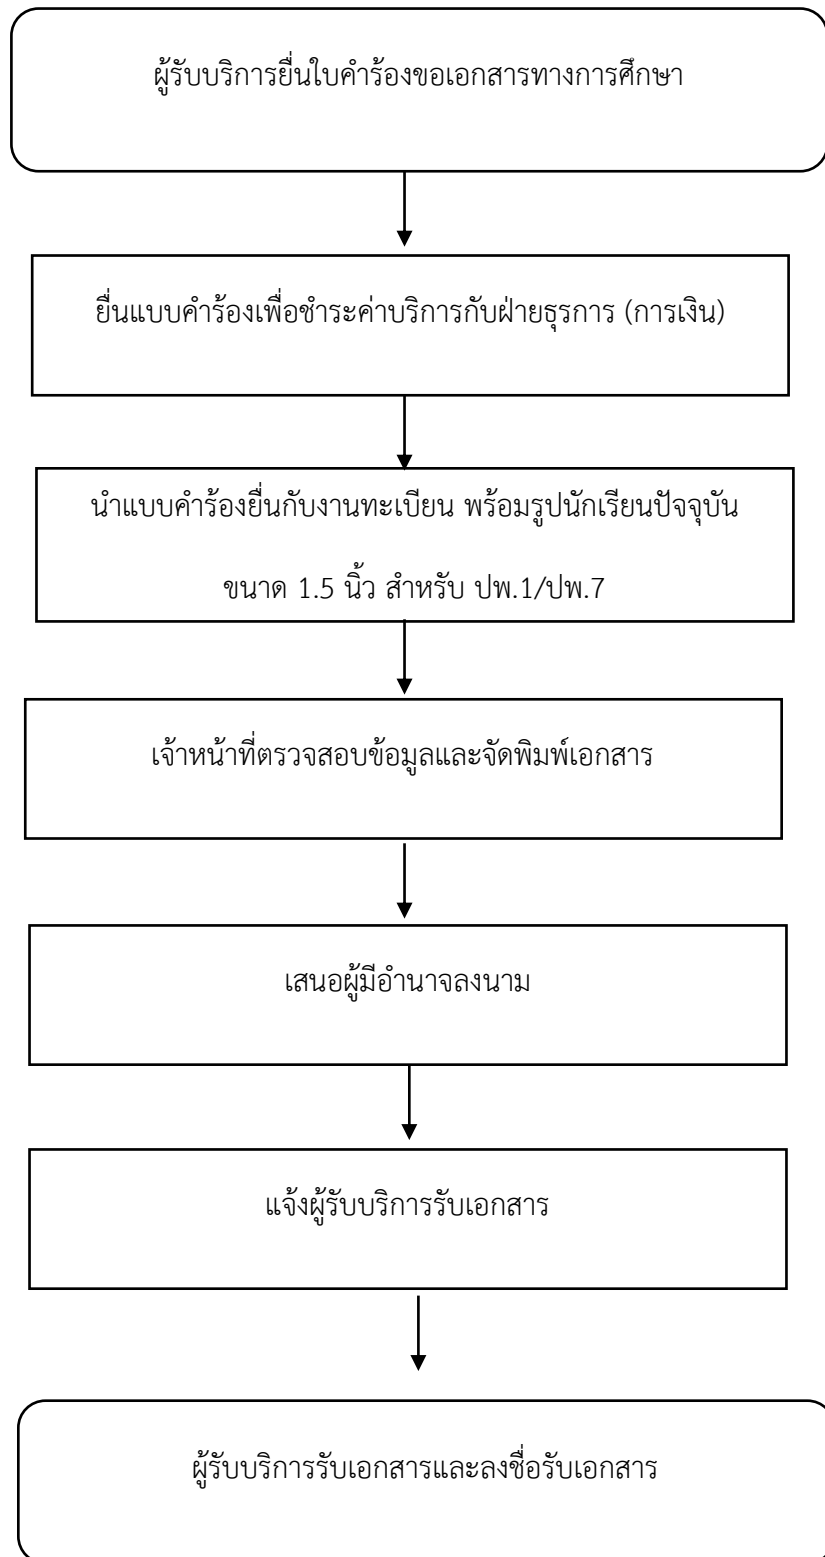 ผู้รับบริการยื่นใบคำร้องขอเอกสารทางการศึกษา
ยื่นแบบคำร้องเพื่อชำระค่าบริการกับฝ่ายธุรการ (การเงิน)
นำแบบคำร้องยื่นกับงานทะเบียน พร้อมรูปนักเรียนปัจจุบัน
ขนาด 1.5 นิ้ว สำหรับ ปพ.1/ปพ.7
เจ้าหน้าที่ตรวจสอบข้อมูลและจัดพิมพ์เอกสาร
เสนอผู้มีอำนาจลงนาม
แจ้งผู้รับบริการรับเอกสาร
ผู้รับบริการรับเอกสารและลงชื่อรับเอกสาร